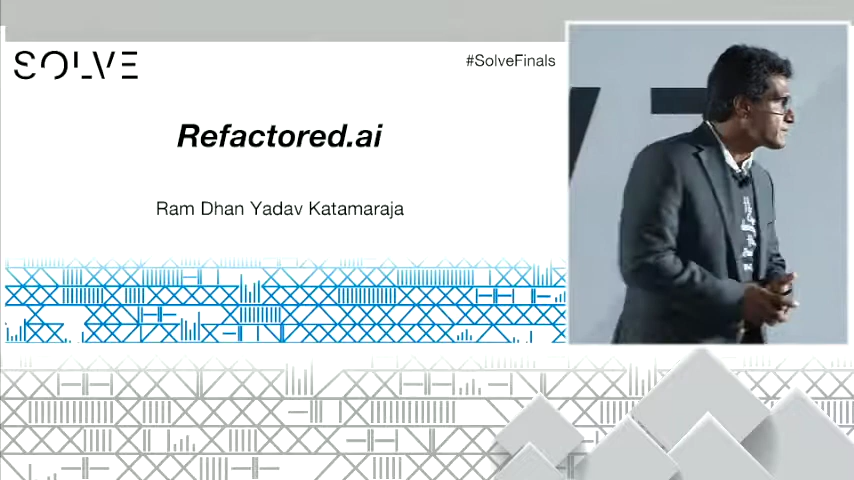 SOLVE
#SolveFinals
Refactored.ai
Ram Dhan Yadav Katamaraja